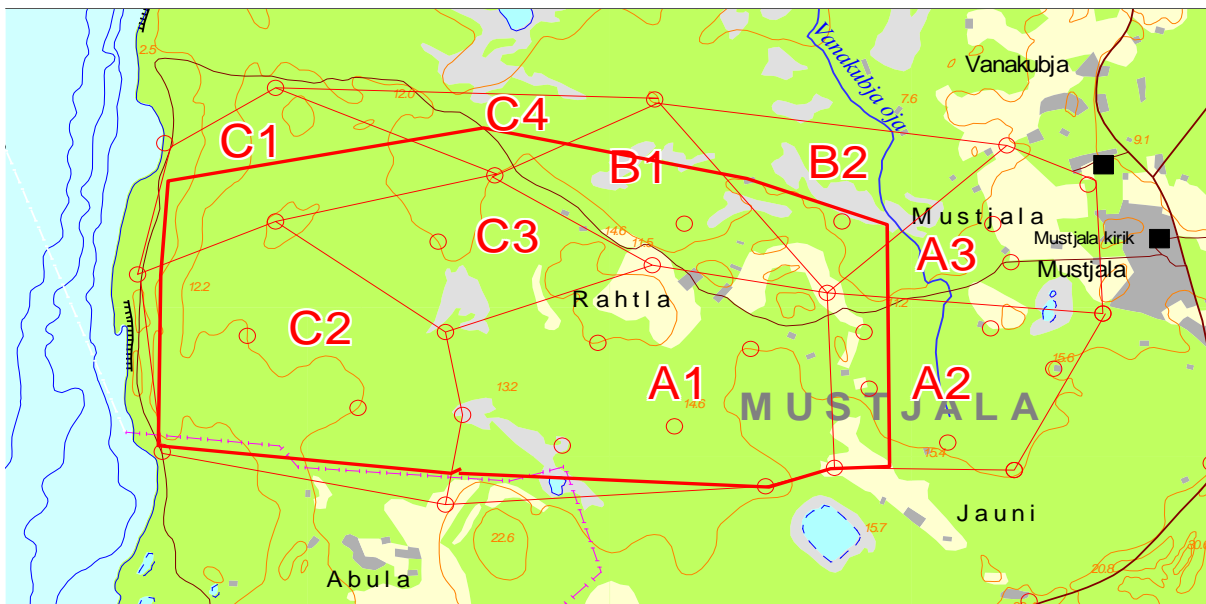 2.5
12.0
C4
C1
Vanakubja oja
7.6
Vanakubja
9.1
B1
B2
14.6
11.5
C3
Mustjala
Mustjala kirik
A3
Mustjala
12.2
Rahtla
C2
A1
A2
15.6
13.2
14.6
MUSTJALA
15.4
Jauni
15.7
22.6
Abula
20.8